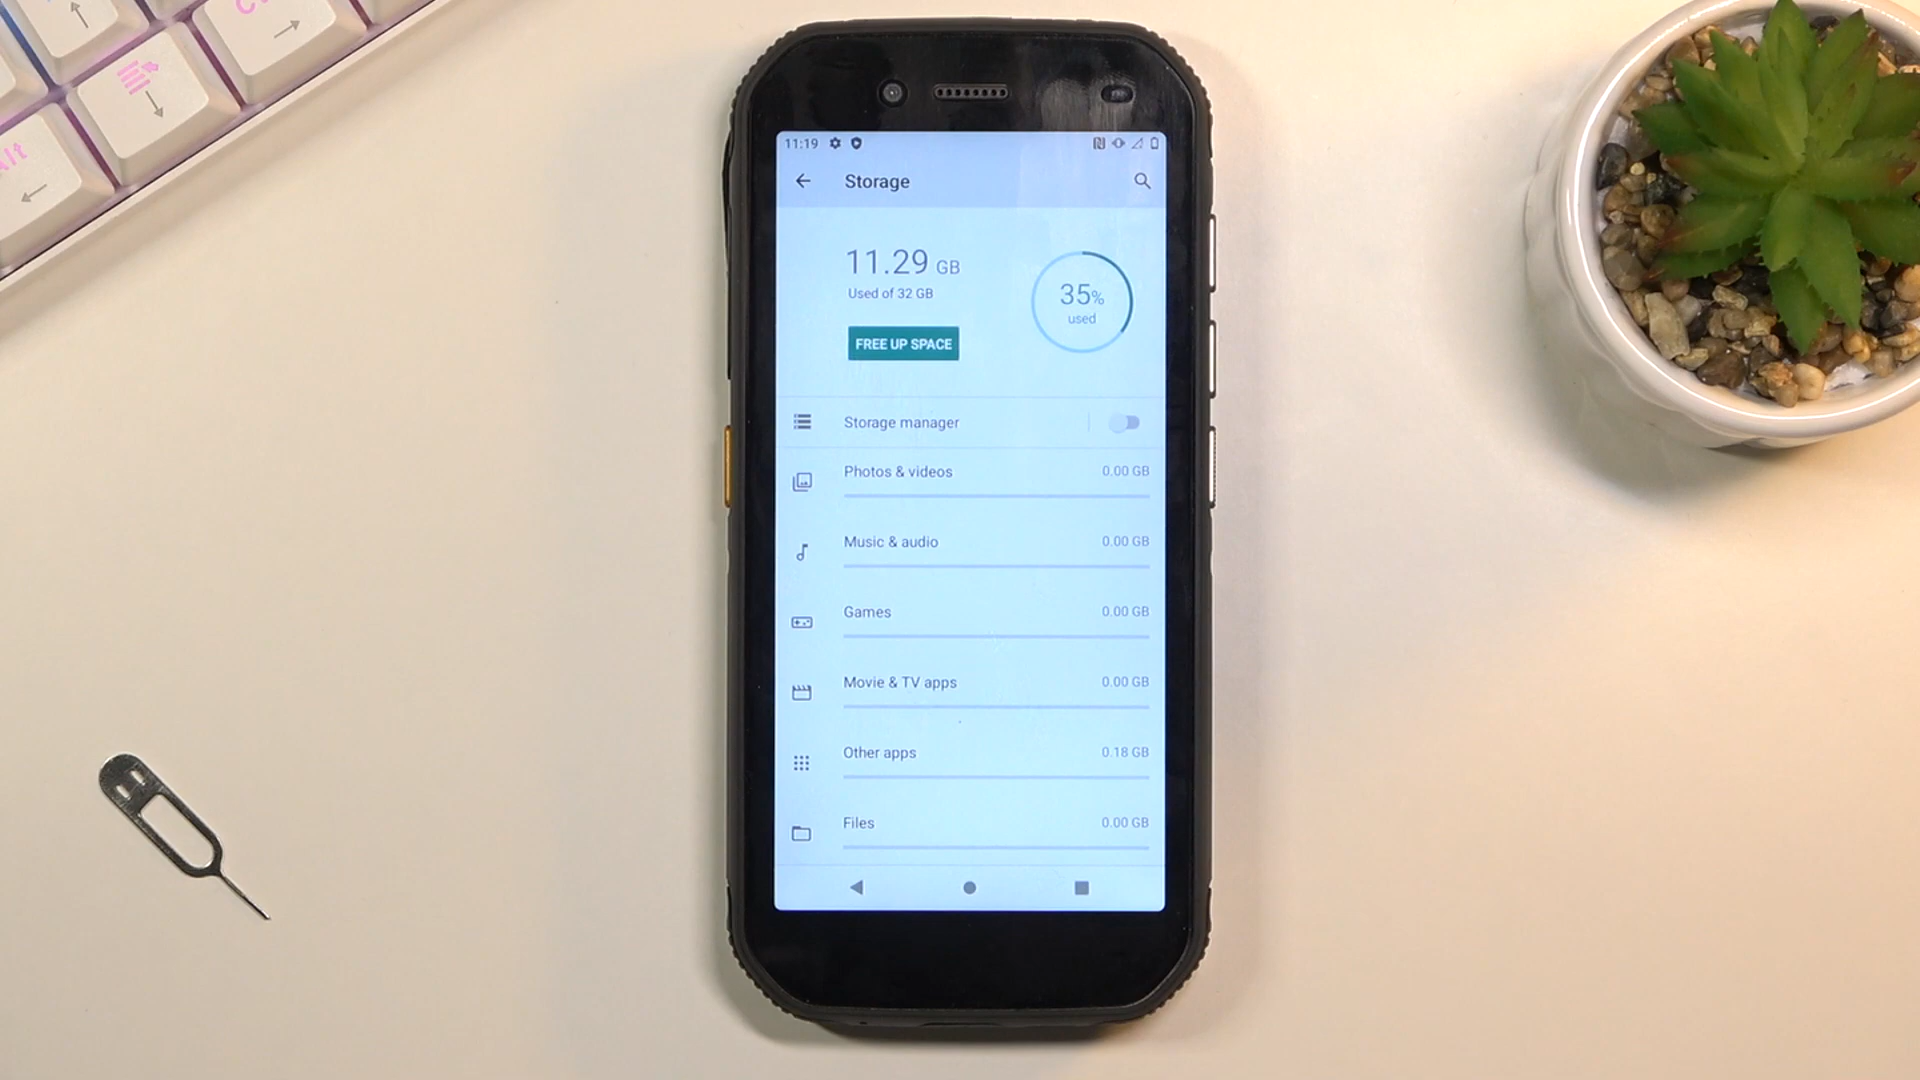 Alt
11:19
Storage
11.29 GB
Used of 32 GB
35%
used
FREE UP SPACE
Storage manager
Photos & videos 0.00 GB
Music & audio 0.00 GB
Games 0.00 GB
Movie & TV apps 0.00 GB
Other apps 0.18 GB
Files 0.00 GB